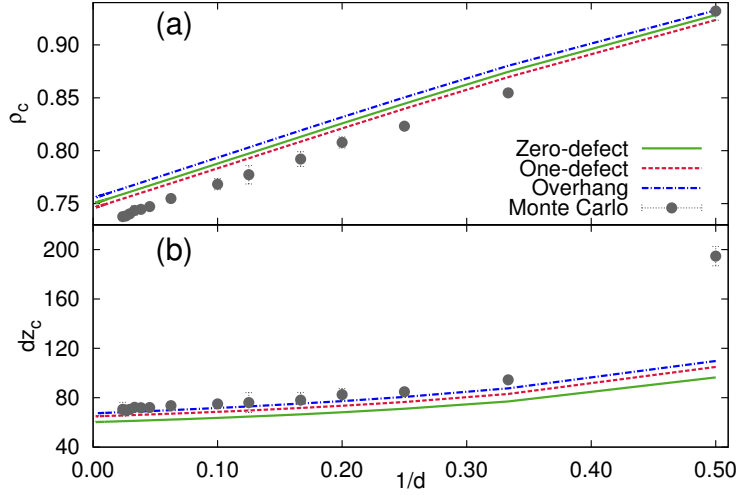 (a)
0.90
0.85
0.80
0.75
ρc
Zero-defect
One-defect
Overhang
Monte Carlo
(b)
200
160
120
80
40
dzc
0.00 0.10 0.20 0.30 0.40 0.50
1/d